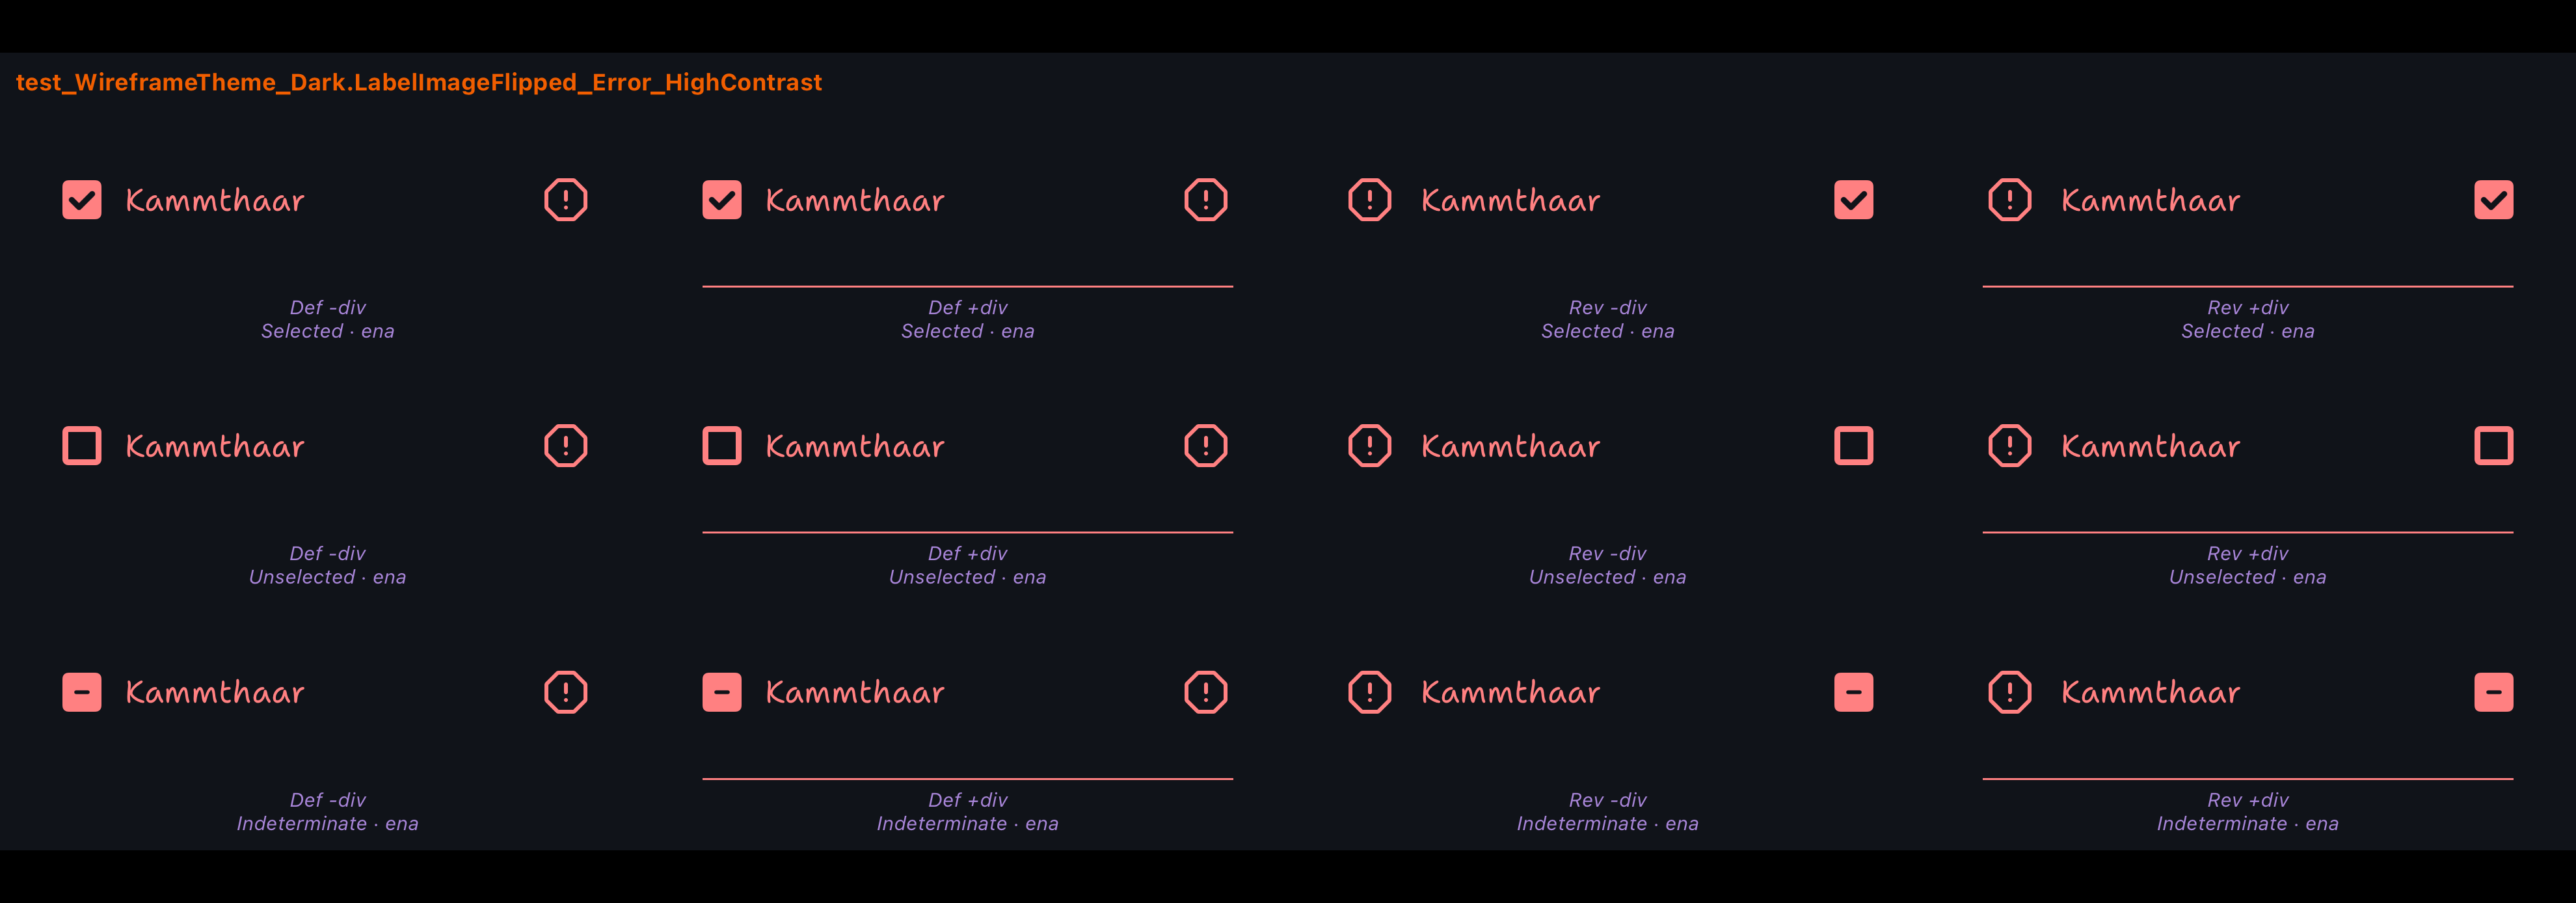 test_WireframeTheme_Dark.LabelImageFlipped_Error_HighContrast
Kammthaar
Kammthaar
Kammthaar
Kammthaar
Def -div
Selected · ena
Def +div
Selected · ena
Rev -div
Selected · ena
Rev +div
Selected · ena
Kammthaar
Kammthaar
Kammthaar
Kammthaar
Def -div
Unselected · ena
Def +div
Unselected · ena
Rev -div
Unselected · ena
Rev +div
Unselected · ena
Kammthaar
Kammthaar
Kammthaar
Kammthaar
Def -div
Indeterminate · ena
Def +div
Indeterminate · ena
Rev -div
Indeterminate · ena
Rev +div
Indeterminate · ena